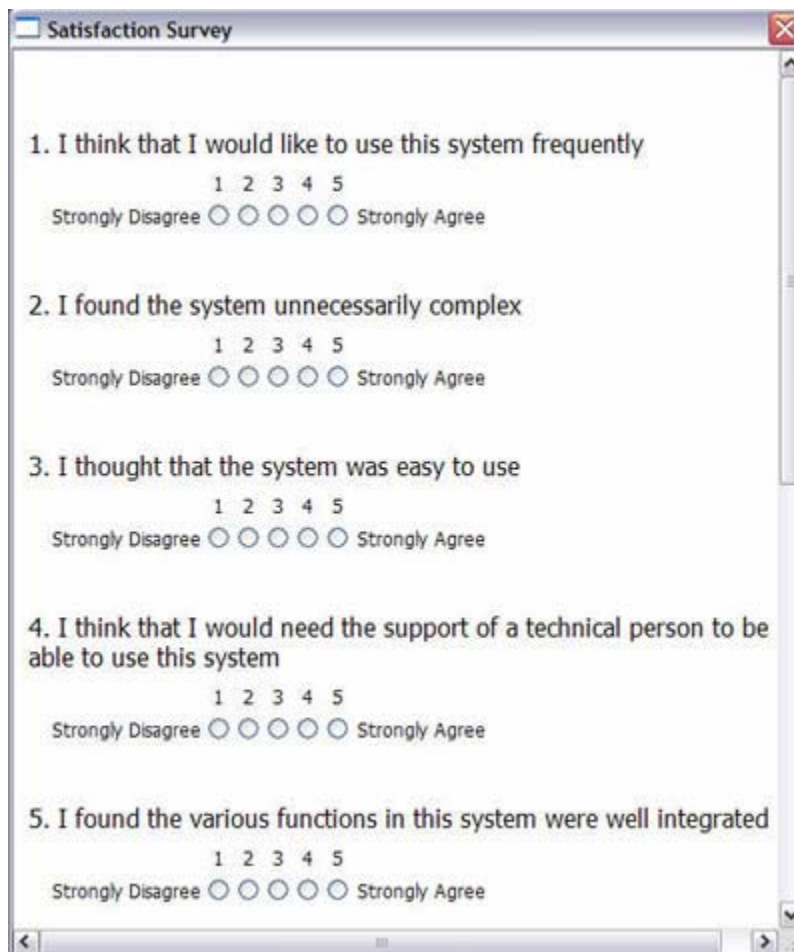 Satisfaction Survey
1. I think that I would like to use this system frequently
1 2 3 4 5
Strongly Disagree Strongly Agree
2. I found the system unnecessarily complex
1 2 3 4 5
Strongly Disagree Strongly Agree
3. I thought that the system was easy to use
1 2 3 4 5
Strongly Disagree Strongly Agree
4. I think that I would need the support of a technical person to be
able to use this system
1 2 3 4 5
Strongly Disagree Strongly Agree
5. I found the various functions in this system were well integrated
1 2 3 4 5
Strongly Disagree Strongly Agree